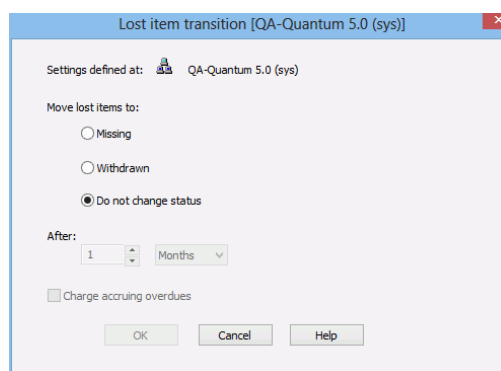 Lost item transition [QA-Quantum 5.0 (sys)]
Settings defined at: QA-Quantum 5.0 (sys)
Move lost items to:
Missing
Withdrawn
Do not change status
After:
1 Months
Charge accruing overdues
OK Cancel Help